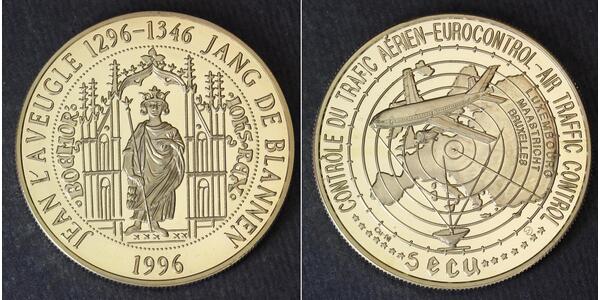 JEAN L'AVEUGLE 1296-1346 JANG DE BLANNEN
1996
CONTRÔLE DU TRAFIC AÉRIEN-EUROCONTROL-AIR TRAFFIC CONTROL
LUXEMBOURG
MAASTRICHT
BRUXELLES
5 ECU